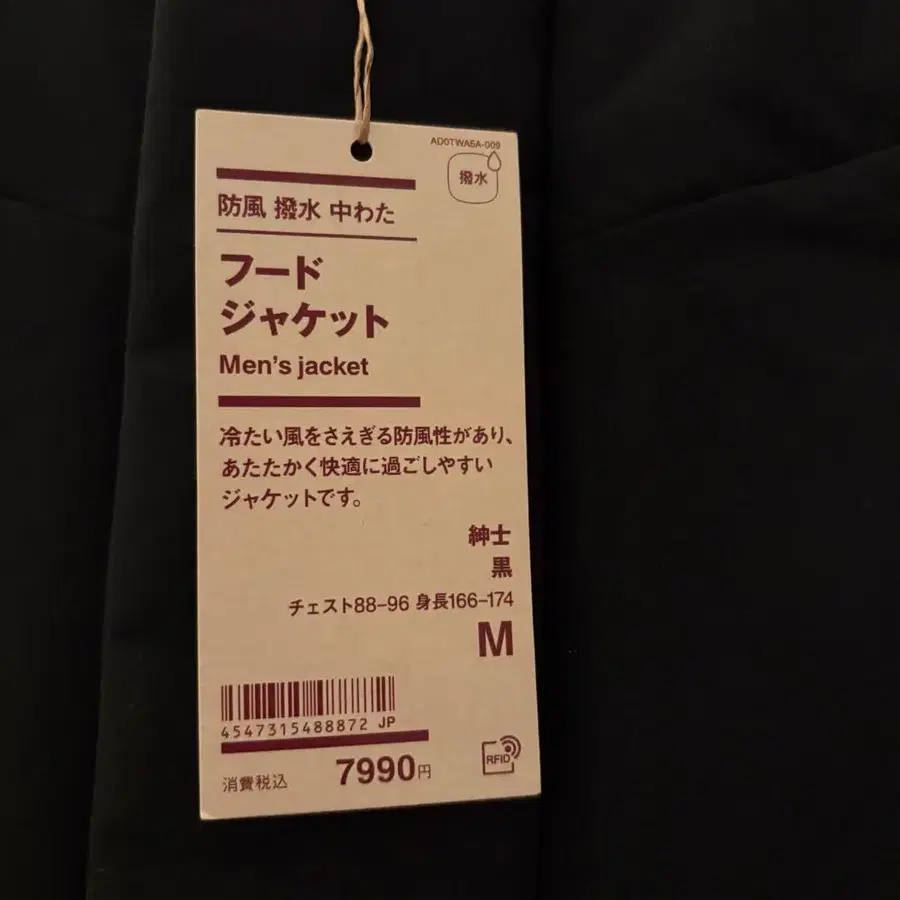 AD0TWA5A-009
撥水
防風 撥水 中わた
フード
ジャケット
Men's jacket
冷たい風をさえぎる防風性があり、
あたたかく快適に過ごしやすい
ジャケットです。
紳士
黒
チェスト88-96 身長166-174
M
4547315488872 JP
消費税込 7990円
RFID